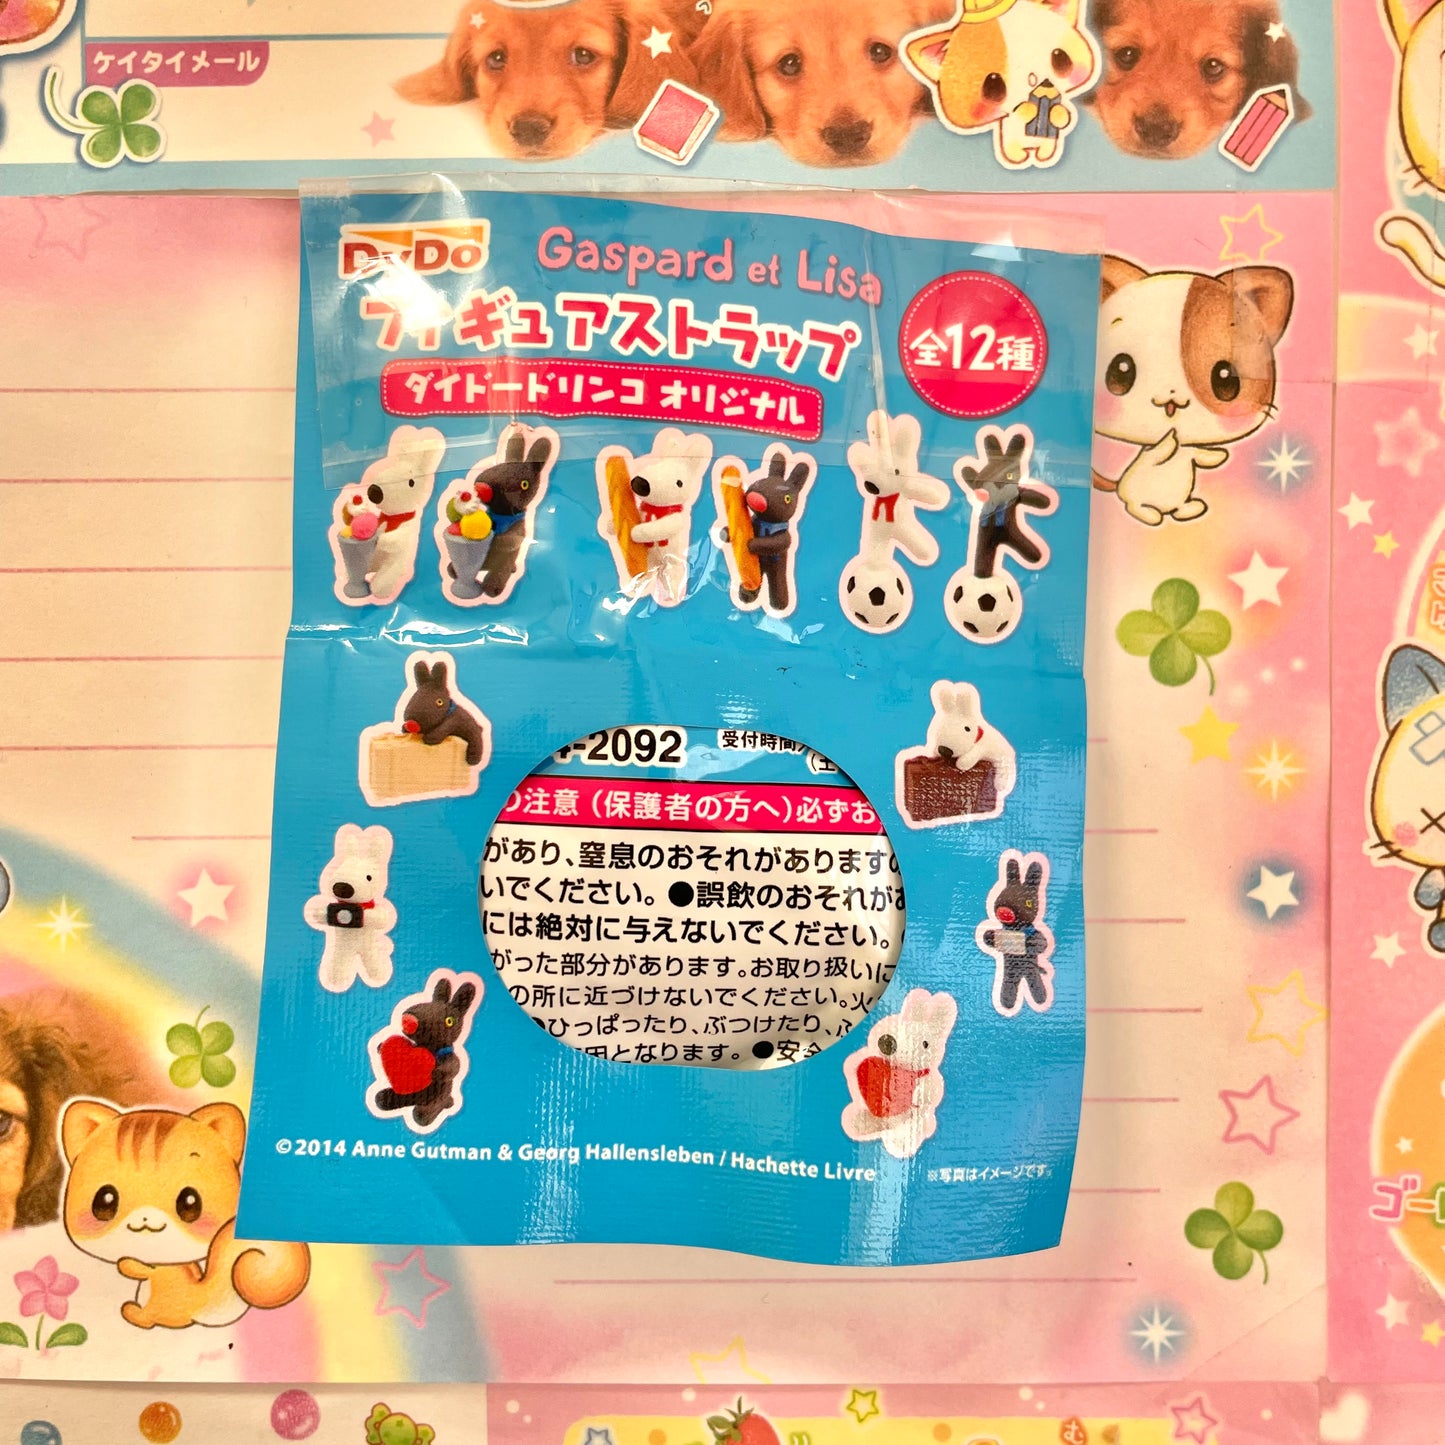 ケイタイメール
DyDo
Gaspard et Lisa
フィギュアストラップ
全12種
ダイドードリンコ オリジナル
4-2092
受付時間
(土
の注意（保護者の方へ）必ずお
があり、窒息のおそれがあります
いでください。●誤飲のおそれがあ
には絶対に与えないでください。
がった部分があります。お取り扱いに
の所に近づけないでください。火
●ひっぱったり、ぶつけたり、
因となります。●安全
©2014 Anne Gutman & Georg Hallensleben / Hachette Livre
※写真はイメージです。